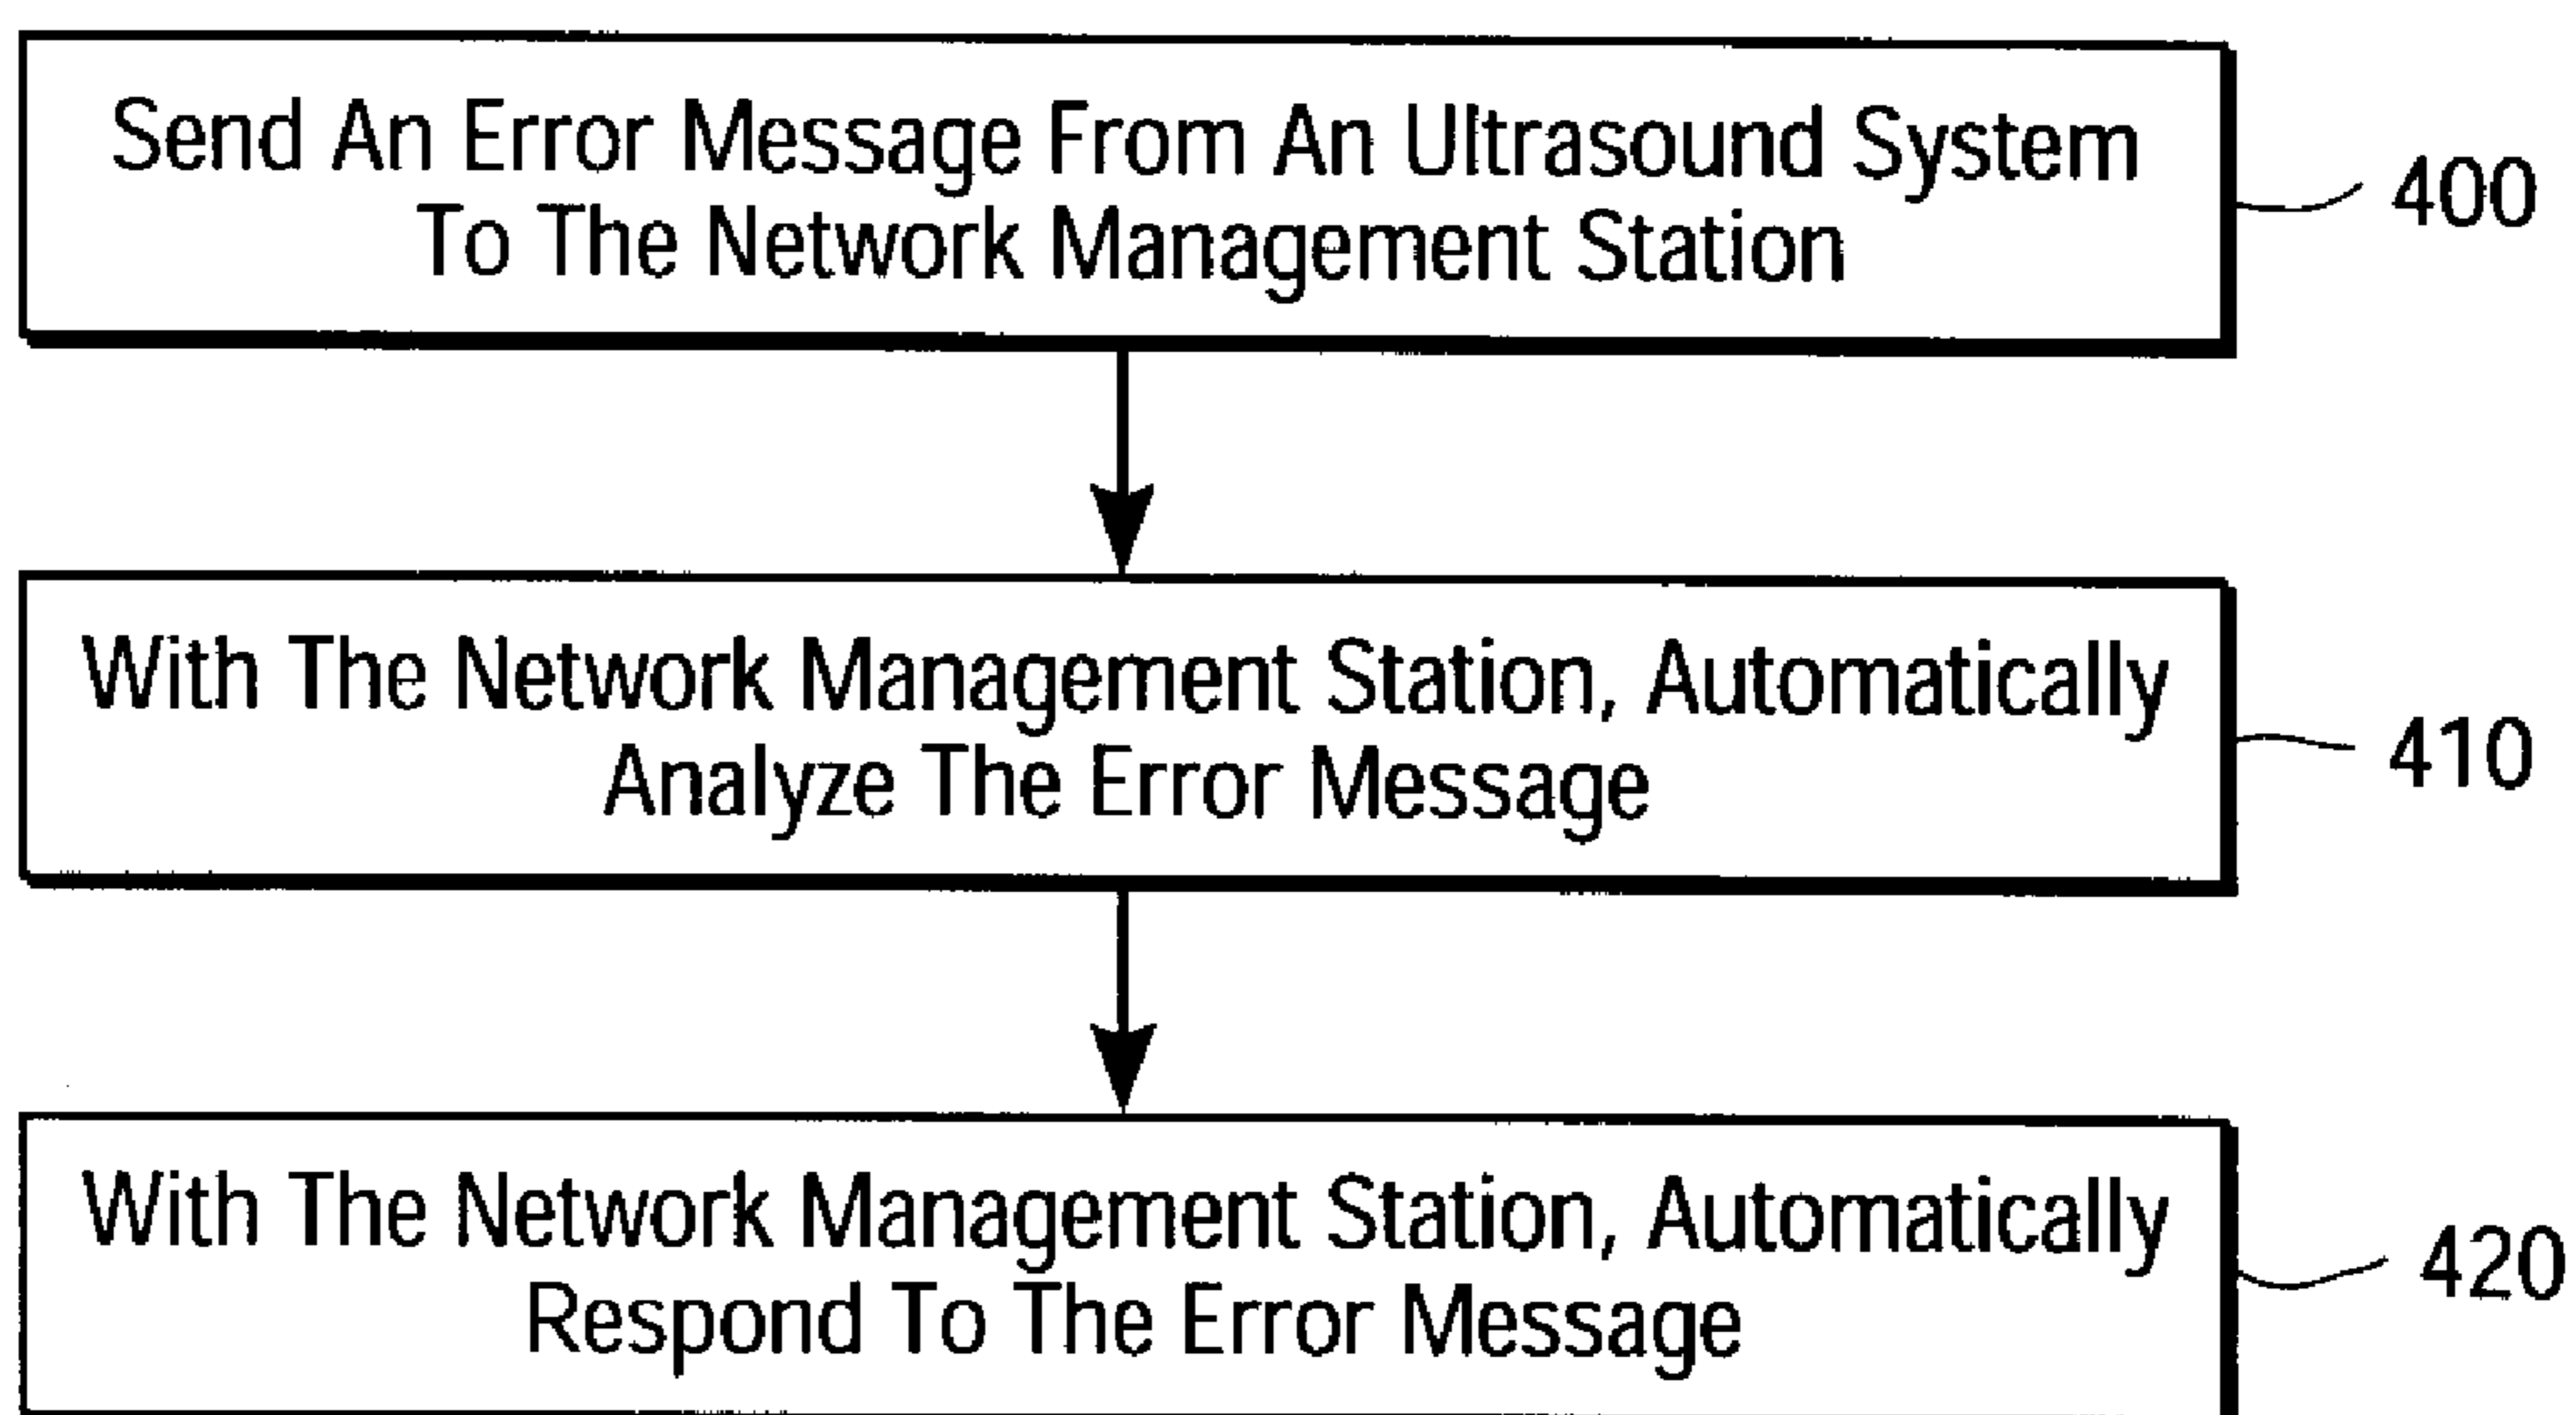 Send An Error Message From An Ultrasound System
To The Network Management Station
400
With The Network Management Station, Automatically
Analyze The Error Message
410
With The Network Management Station, Automatically
Respond To The Error Message
420